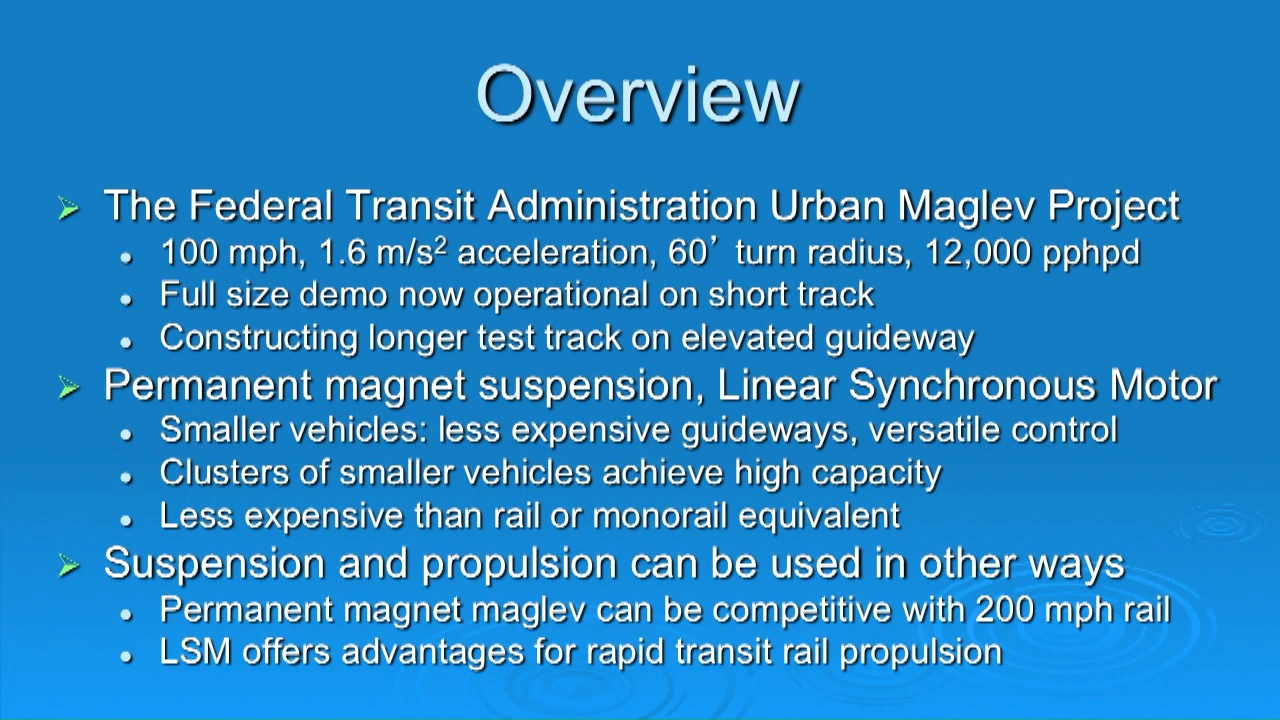 Overview
The Federal Transit Administration Urban Maglev Project
100 mph, 1.6 m/s² acceleration, 60’ turn radius, 12,000 pphpd
Full size demo now operational on short track
Constructing longer test track on elevated guideway
Permanent magnet suspension, Linear Synchronous Motor
Smaller vehicles: less expensive guideways, versatile control
Clusters of smaller vehicles achieve high capacity
Less expensive than rail or monorail equivalent
Suspension and propulsion can be used in other ways
Permanent magnet maglev can be competitive with 200 mph rail
LSM offers advantages for rapid transit rail propulsion